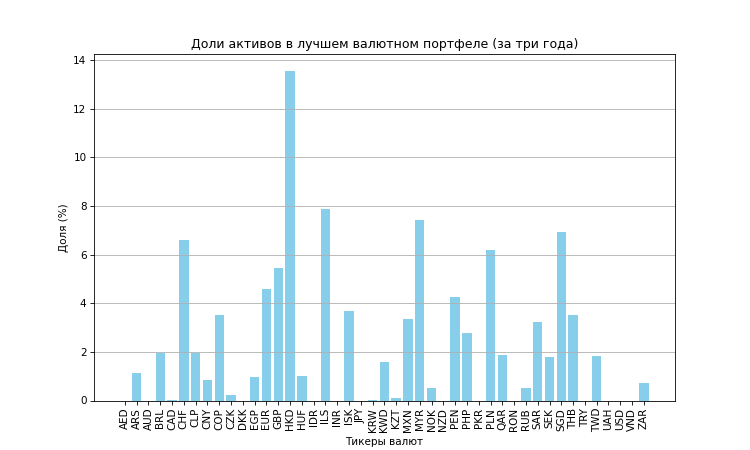 Доли активов в лучшем валютном портфеле (за три года)
14
12
10
8
6
4
2
0
Доля (%)
AED ARS AUD BRL CAD CHF CLP CNY COP CZK DKK EGP EUR GBP HKD HUF IDR ILS INR ISK JPY KRW KWD KZT MXN MYR NOK NZD PEN PHP PKR PLN QAR RON RUB SAR SEK SGD THB TRY TWD UAH USD VND ZAR
Тикеры валют